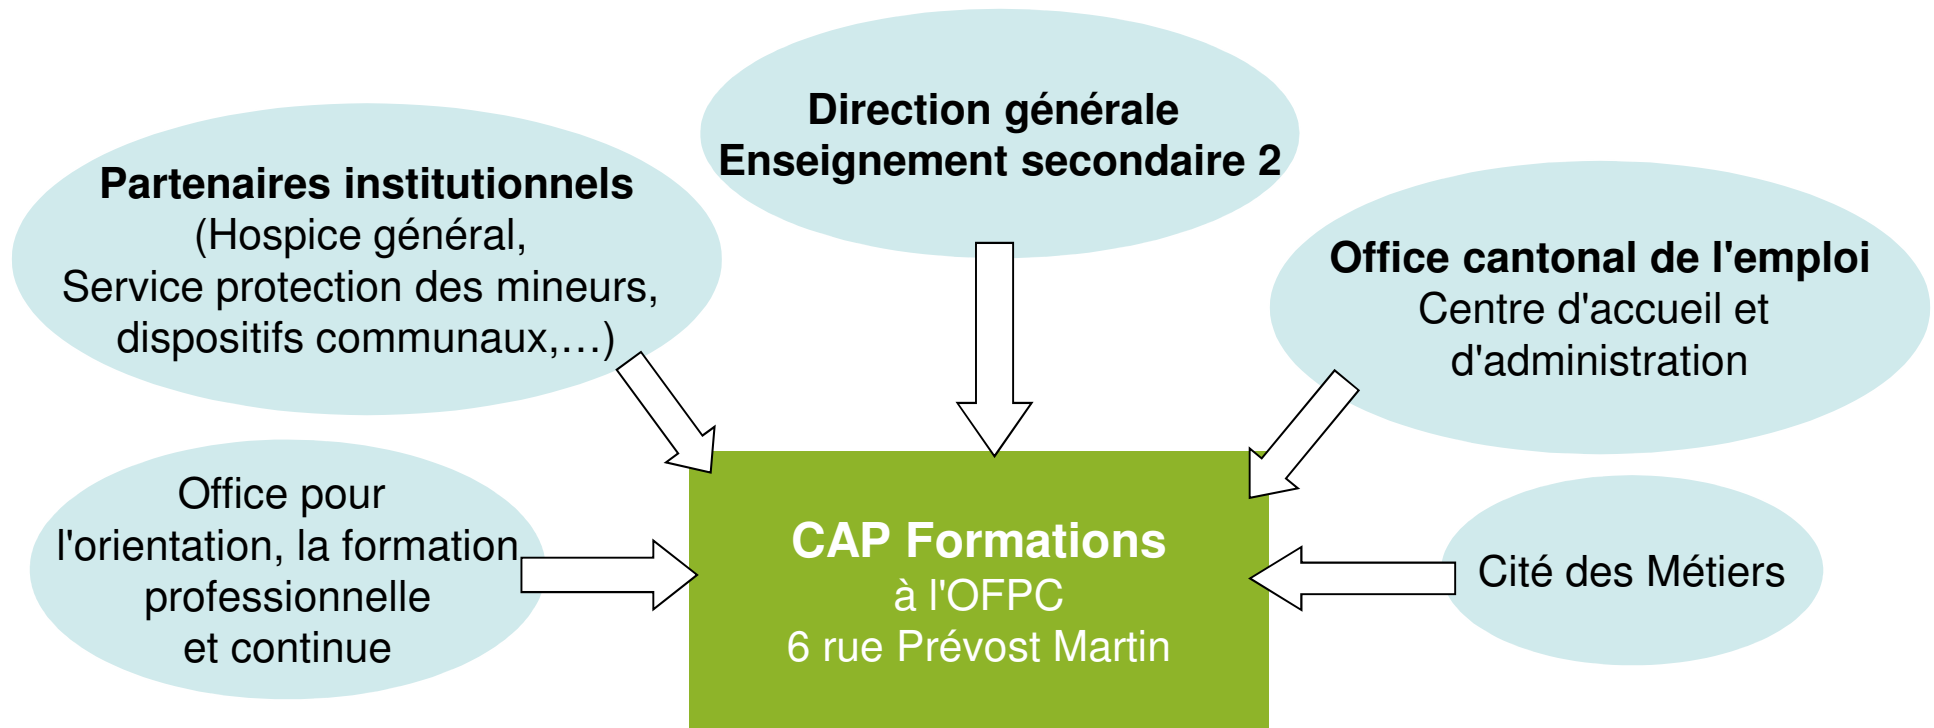 Direction générale
Enseignement secondaire 2
Partenaires institutionnels
(Hospice général,
Service protection des mineurs,
dispositifs communaux,…)
Office cantonal de l'emploi
Centre d'accueil et
d'administration
Office pour
l'orientation, la formation
professionnelle
et continue
CAP Formations
à l'OFPC
6 rue Prévost Martin
Cité des Métiers